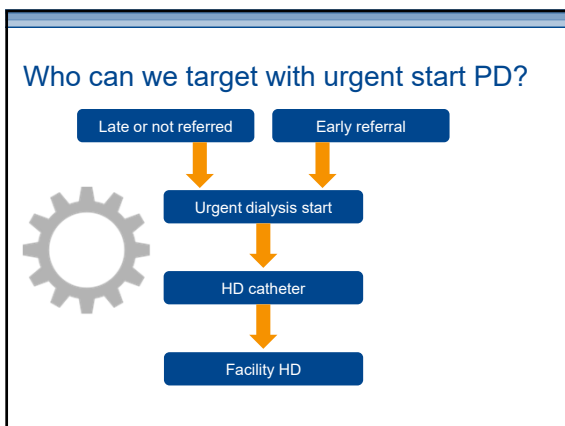 Who can we target with urgent start PD?
Late or not referred
Early referral
Urgent dialysis start
HD catheter
Facility HD